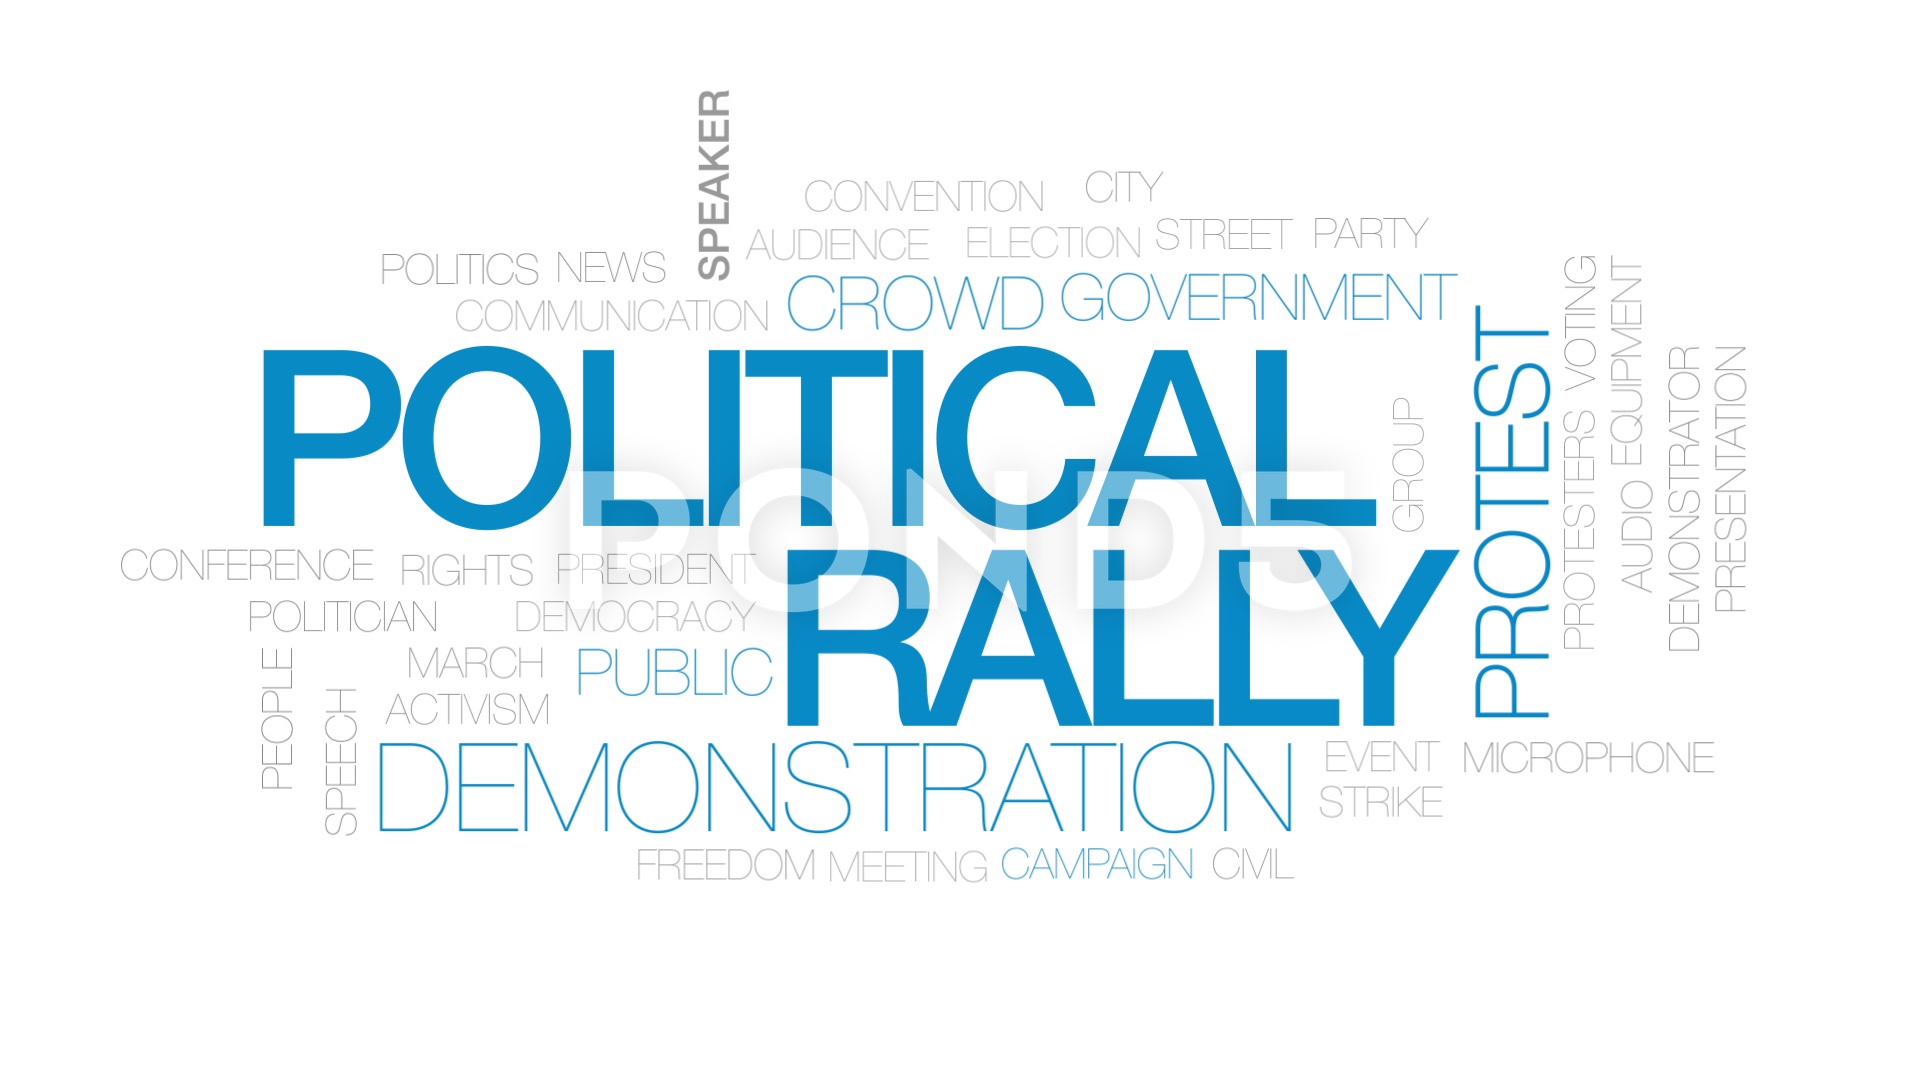 SPEAKER
CONVENTION
CITY
AUDIENCE
ELECTION
STREET
PARTY
POLITICS
NEWS
COMMUNICATION
CROWD
GOVERNMENT
POLITICAL
GROUP
PROTEST
PROTESTERS
VOTING
AUDIO EQUIPMENT
DEMONSTRATOR
PRESENTATION
POND5
CONFERENCE
RIGHTS
PRESIDENT
RALLY
POLITICIAN
DEMOCRACY
PEOPLE
SPEECH
MARCH
PUBLIC
ACTIVISM
DEMONSTRATION
EVENT
MICROPHONE
STRIKE
FREEDOM
MEETING
CAMPAIGN
CIVIL